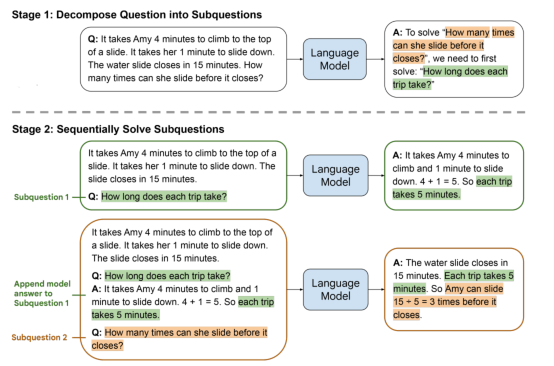 Stage 1: Decompose Question into Subquestions
Q: It takes Amy 4 minutes to climb to the top
of a slide. It takes her 1 minute to slide down.
The water slide closes in 15 minutes.
How many times can she slide before it closes?
Language
Model
A: To solve “How many times
can she slide before it
closes?”, we need to first
solve: “How long does each
trip take?”
Stage 2: Sequentially Solve Subquestions
It takes Amy 4 minutes to climb to the top of a
slide. It takes her 1 minute to slide down. The
slide closes in 15 minutes.
Subquestion 1
Q: How long does each trip take?
Language
Model
A: It takes Amy 4 minutes to
climb and 1 minute to slide
down. 4 + 1 = 5. So each trip
takes 5 minutes.
It takes Amy 4 minutes to climb to the top of
a slide. It takes her 1 minute to slide down.
The slide closes in 15 minutes.
Append model
answer to
Subquestion 1
Q: How long does each trip take?
A: It takes Amy 4 minutes to climb and 1
minute to slide down. 4 + 1 = 5. So each trip
takes 5 minutes.
Subquestion 2
Q: How many times can she slide before it
closes?
Language
Model
A: The water slide closes in
15 minutes. Each trip takes 5
minutes. So Amy can slide
15 ÷ 5 = 3 times before it
closes.